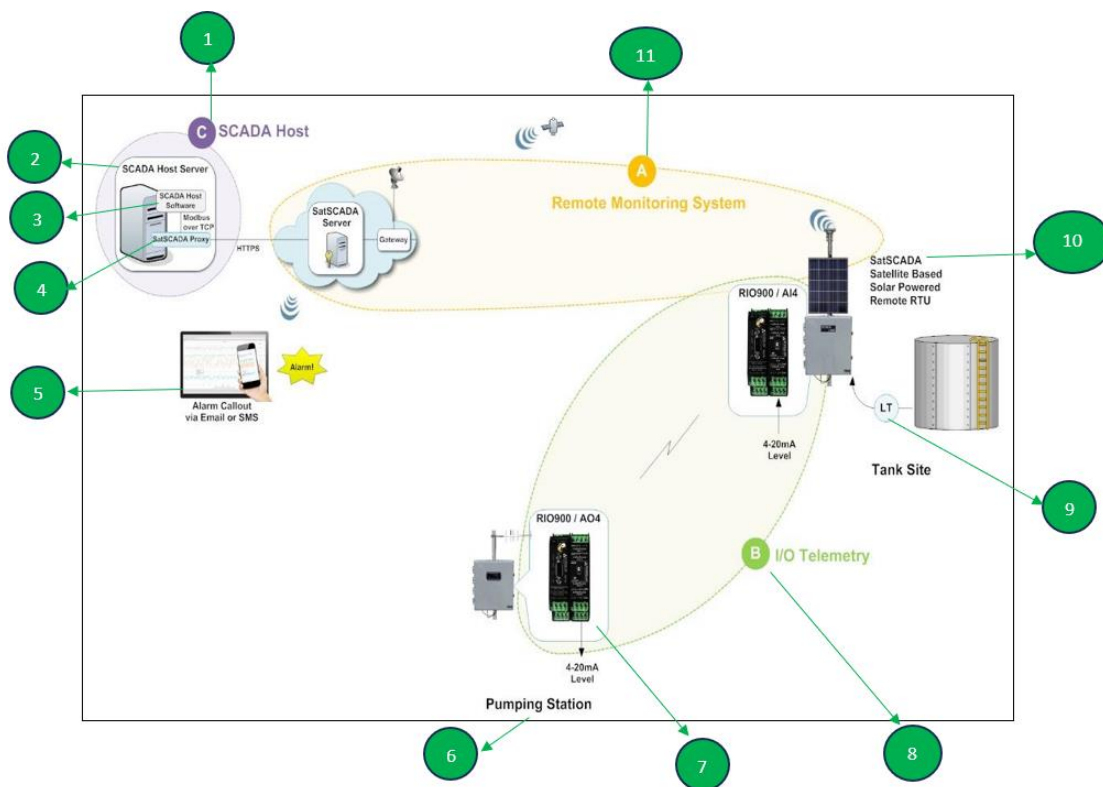 1
11
C SCADA Host
2
SCADA Host Server
A
3
SCADA Host
Software
Remote Monitoring System
SatSCADA
Server
Modbus
over TCP
4
SatSCADA Proxy
HTTPS
Gateway
10
SatSCADA
Satellite Based
Solar Powered
Remote RTU
RIO900 / AI4
5
Alarm!
Alarm Callout
via Email or SMS
LT
4-20mA
Level
Tank Site
9
RIO900 / AO4
B I/O Telemetry
4-20mA
Level
Pumping Station
6
7
8